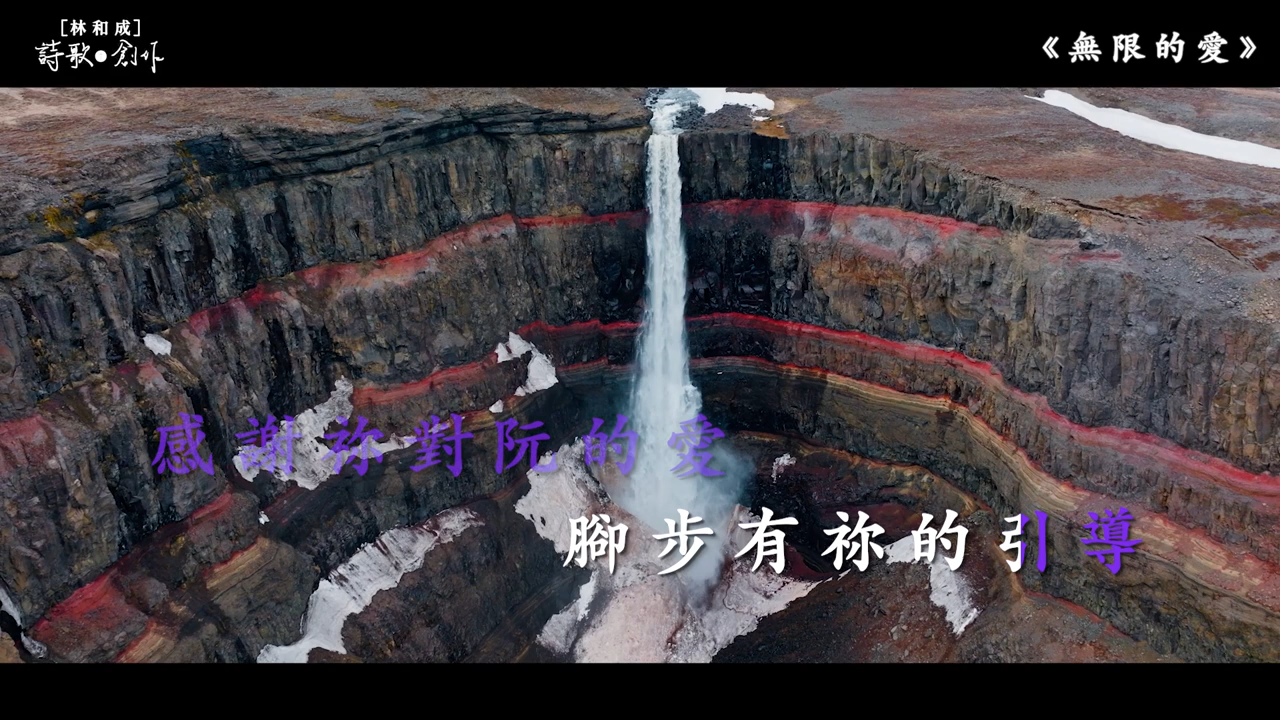 [林和成]
詩歌●創作
《無限的愛》
感謝祢對阮的愛
腳步有祢的引導